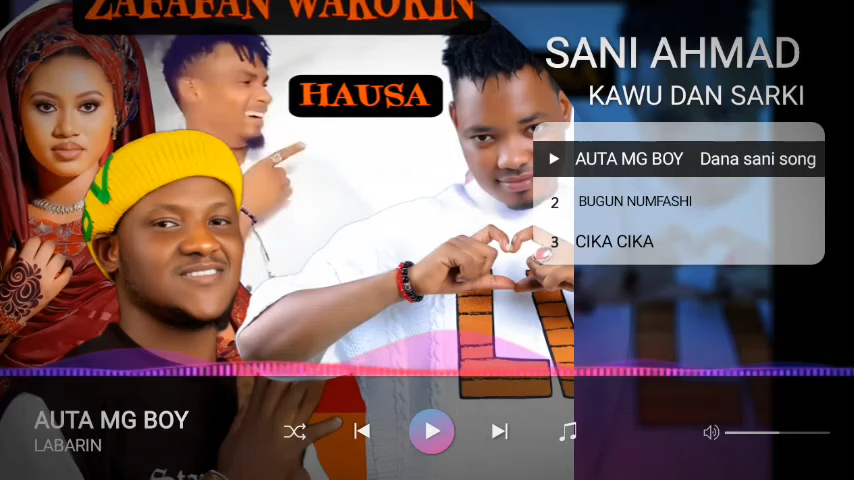 ZAFAFAN WAKOKIN
HAUSA
SANI AHMAD
KAWU DAN SARKI
AUTA MG BOY Dana sani song
2 BUGUN NUMFASHI
3 CIKA CIKA
AUTA MG BOY
LABARIN